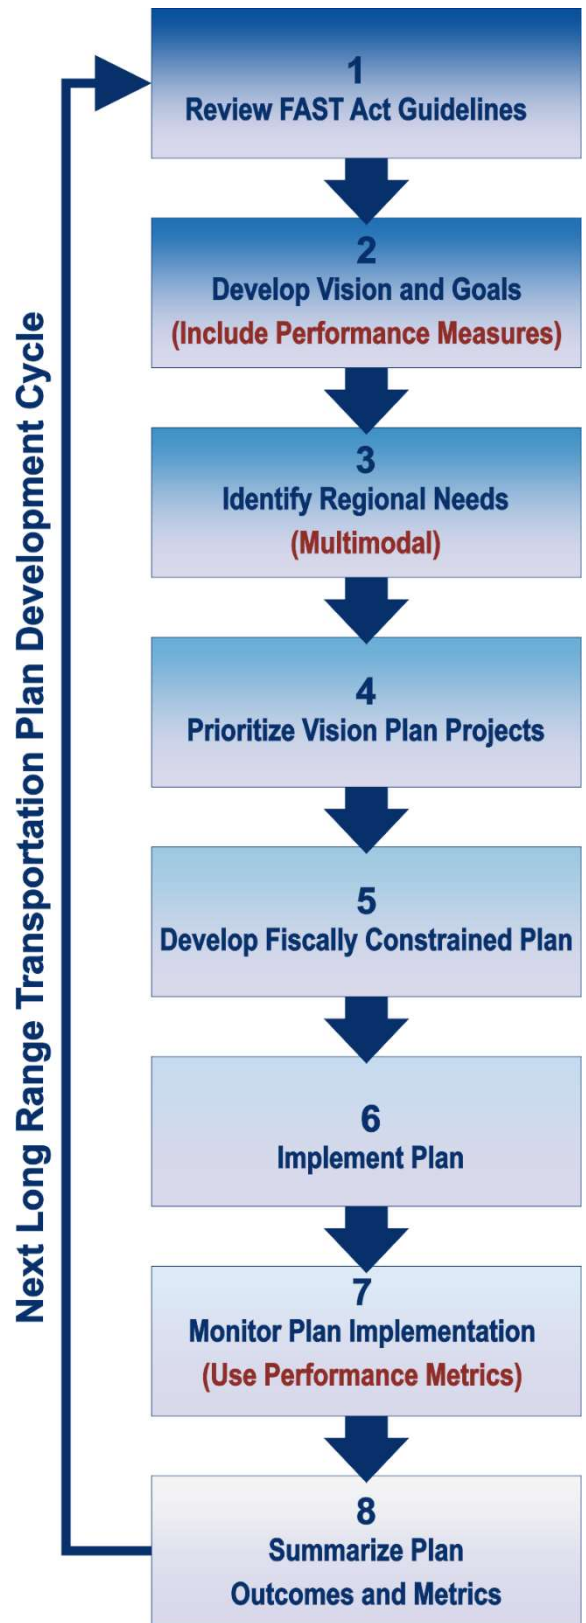 Next Long Range Transportation Plan Development Cycle
1
Review FAST Act Guidelines
2
Develop Vision and Goals
(Include Performance Measures)
3
Identify Regional Needs
(Multimodal)
4
Prioritize Vision Plan Projects
5
Develop Fiscally Constrained Plan
6
Implement Plan
7
Monitor Plan Implementation
(Use Performance Metrics)
8
Summarize Plan
Outcomes and Metrics